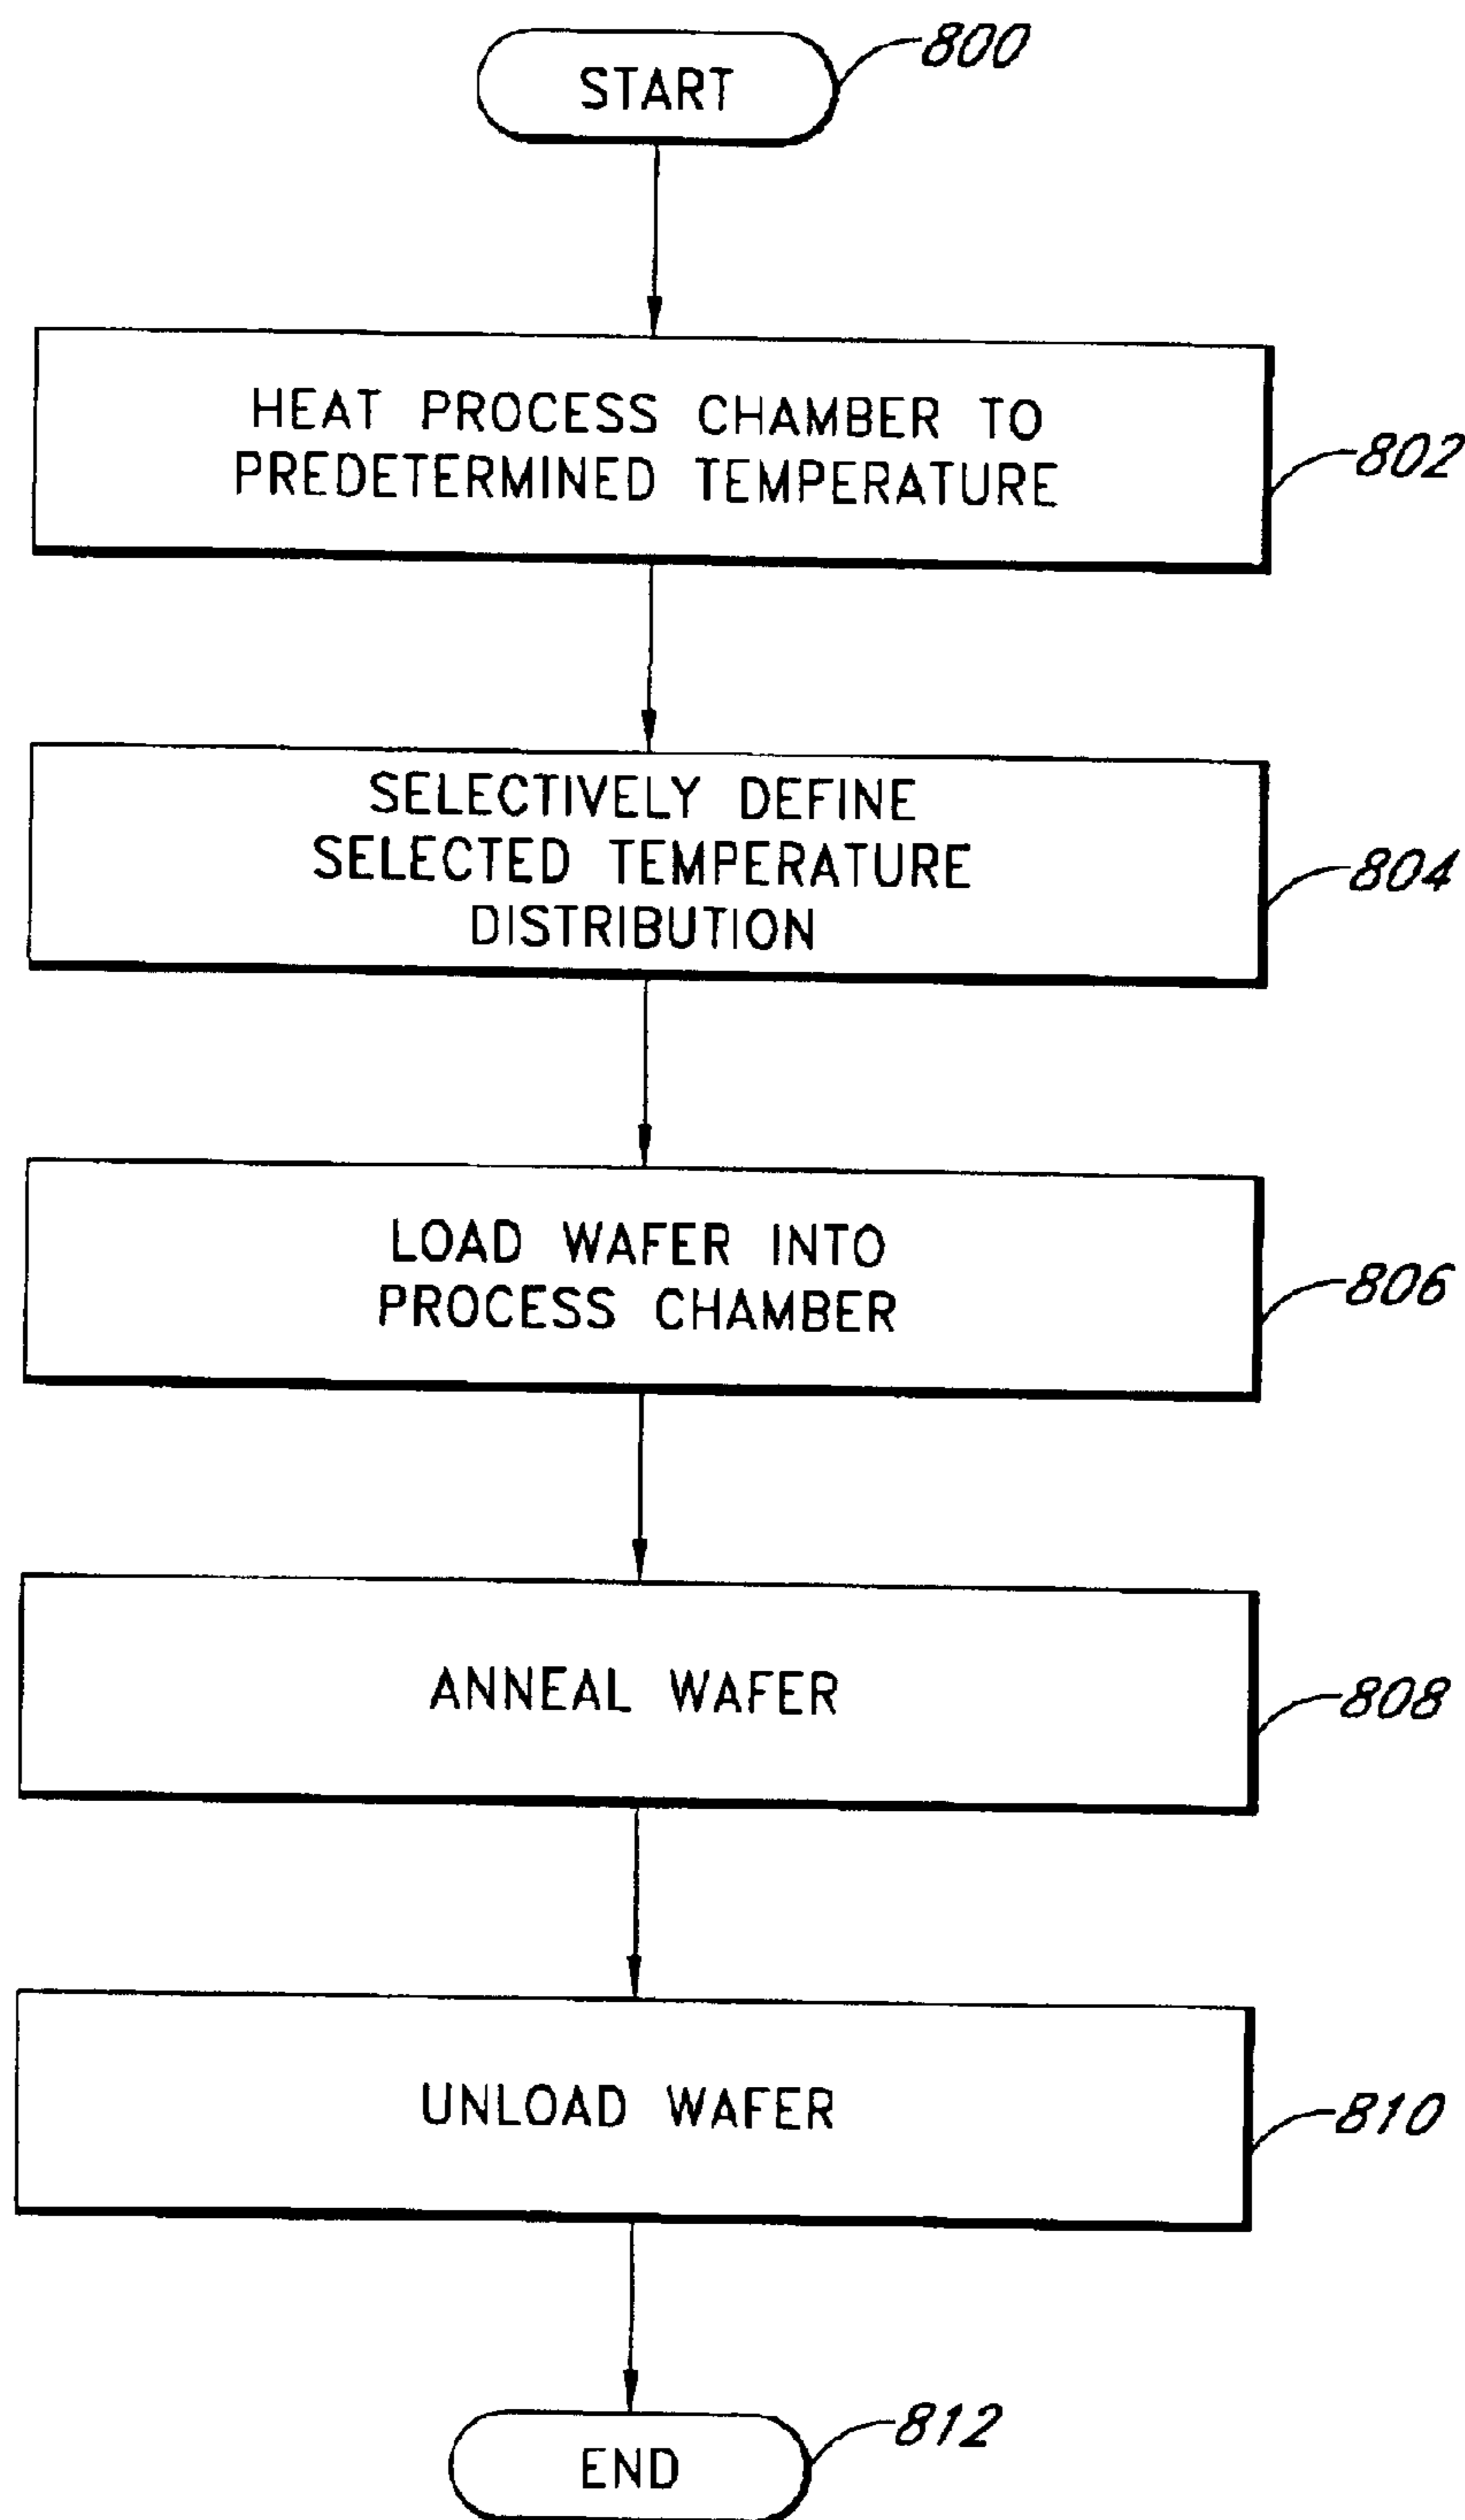 START
800
HEAT PROCESS CHAMBER TO
PREDETERMINED TEMPERATURE
802
SELECTIVELY DEFINE
SELECTED TEMPERATURE
DISTRIBUTION
804
LOAD WAFER INTO
PROCESS CHAMBER
806
ANNEAL WAFER
808
UNLOAD WAFER
810
END
812